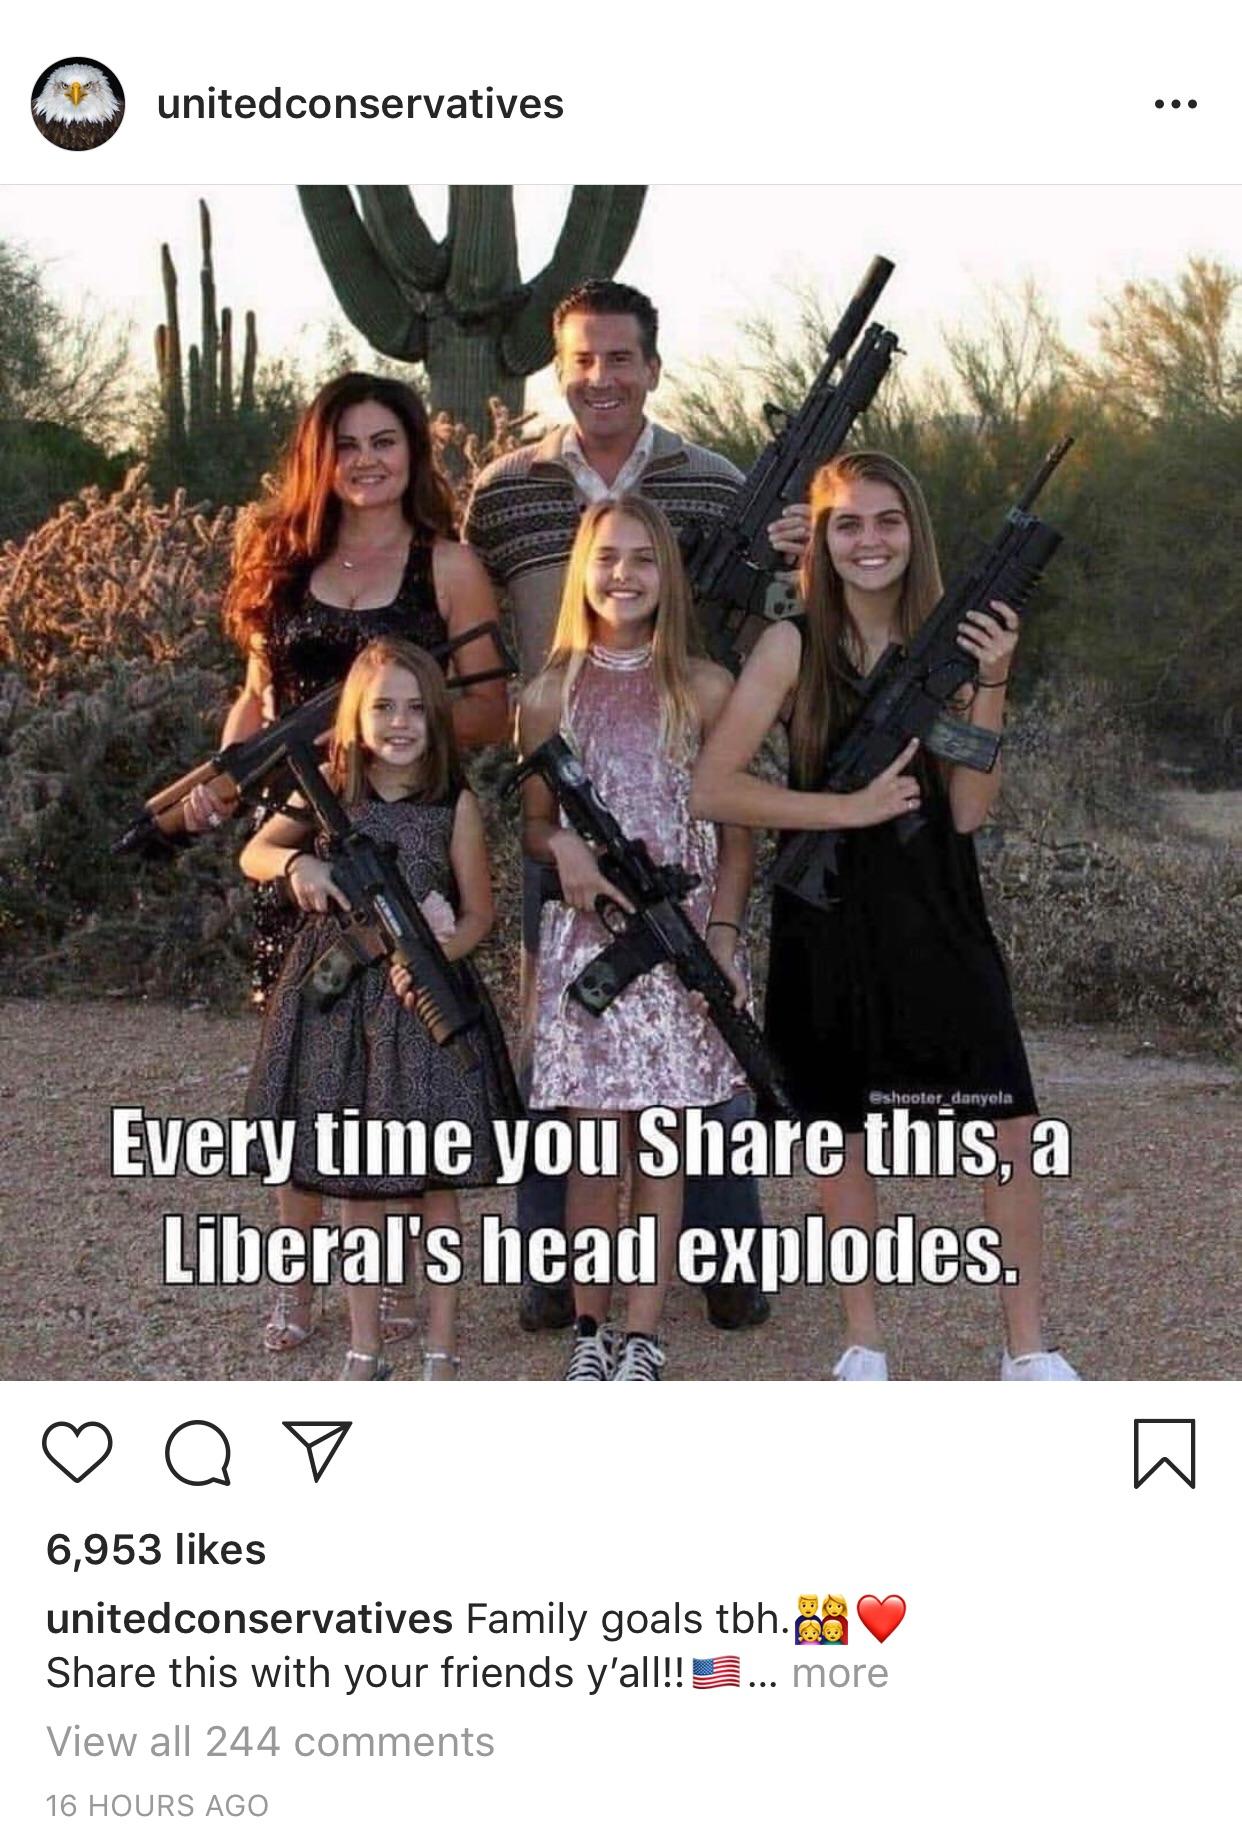 unitedconservatives
@shooter_danyela
Every time you Share this, a
Liberal's head explodes.
6,953 likes
unitedconservatives Family goals tbh.👨‍👩‍👧‍👦❤️
Share this with your friends y’all!!🇺🇸... more
View all 244 comments
16 HOURS AGO